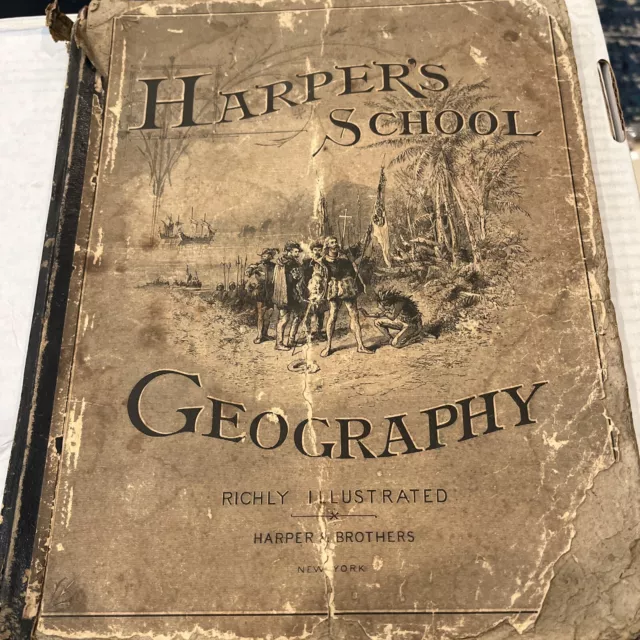 HARPER'S
SCHOOL
GEOGRAPHY
RICHLY ILLUSTRATED
HARPER & BROTHERS
NEW YORK